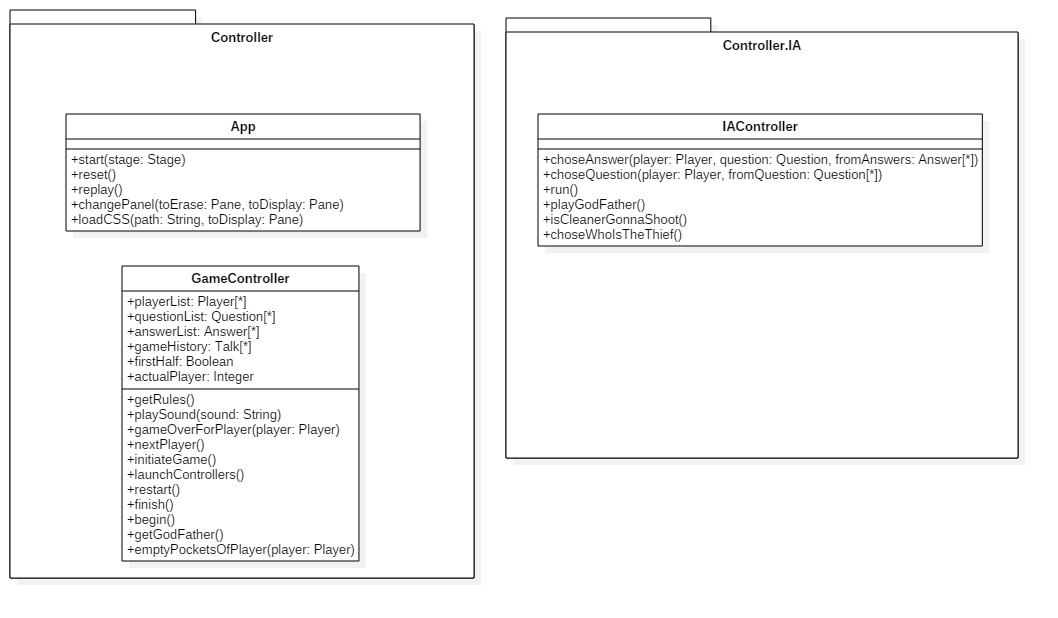 Controller
App
+start(stage: Stage)
+reset()
+replay()
+changePanel(toErase: Pane, toDisplay: Pane)
+loadCSS(path: String, toDisplay: Pane)
GameController
+playerList: Player[*]
+questionList: Question[*]
+answerList: Answer[*]
+gameHistory: Talk[*]
+firstHalf: Boolean
+actualPlayer: Integer
+getRules()
+playSound(sound: String)
+gameOverForPlayer(player: Player)
+nextPlayer()
+initiateGame()
+launchControllers()
+restart()
+finish()
+begin()
+getGodFather()
+emptyPocketsOfPlayer(player: Player)
Controller.IA
IAController
+choseAnswer(player: Player, question: Question, fromAnswers: Answer[*])
+choseQuestion(player: Player, fromQuestion: Question[*])
+run()
+playGodFather()
+isCleanerGonnaShoot()
+choseWhoIsTheThief()